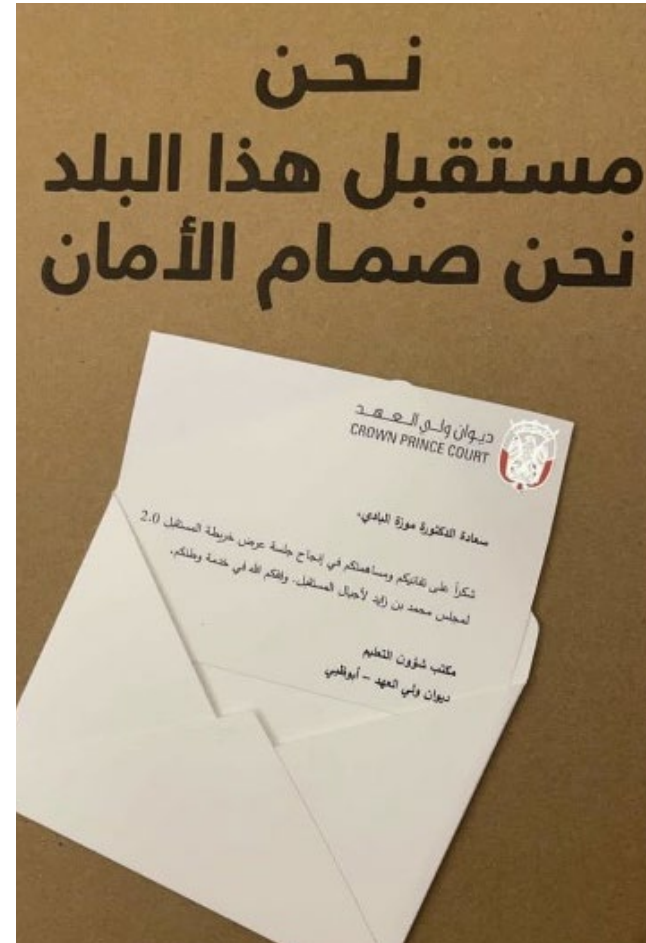 نحن
مستقبل هذا البلد
نحن صمام الأمان
ديوان ولي العهد
CROWN PRINCE COURT
سعادة الدكتورة موزة البادي،
شكراً على تفانيكم ومساهمتكم في إنجاح جلسة عرض خريطة المستقبل 2.0
لمجلس محمد بن زايد لأجيال المستقبل. وفقكم الله في خدمة وطنكم.
مكتب شؤون التعليم
ديوان ولي العهد – أبوظبي